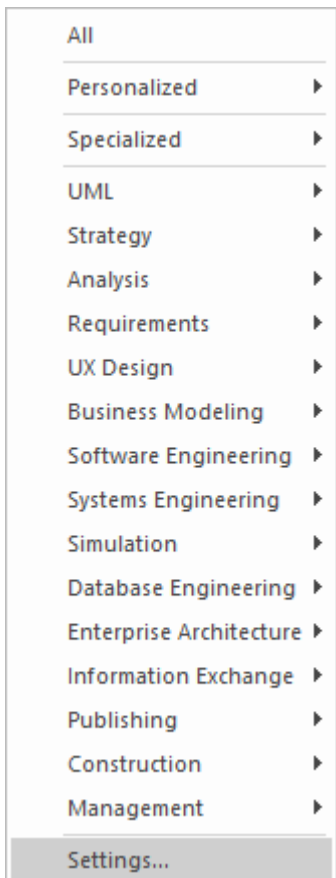 All
Personalized
Specialized
UML
Strategy
Analysis
Requirements
UX Design
Business Modeling
Software Engineering
Systems Engineering
Simulation
Database Engineering
Enterprise Architecture
Information Exchange
Publishing
Construction
Management
Settings...